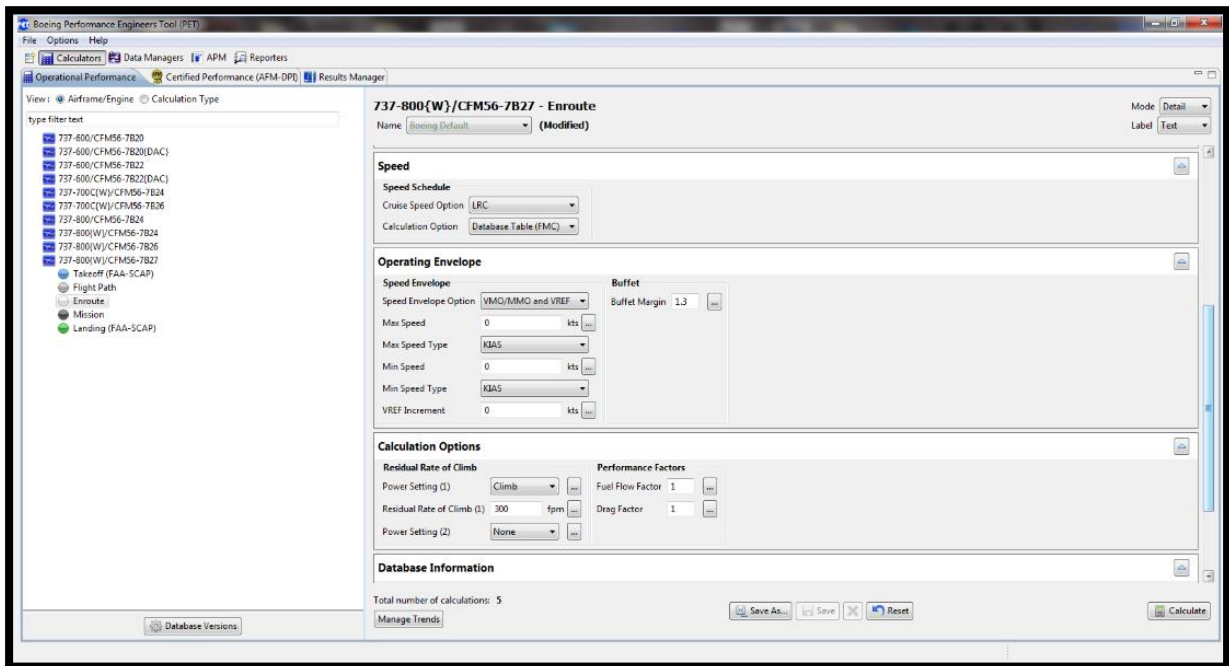 Boeing Performance Engineers Tool (PET)
File Options Help
Calculators Data Managers APM Reporters
Operational Performance Certified Performance (AFM-DPI) Results Manager
View: Airframe/Engine Calculation Type
type filter text
737-600/CFM56-7B20
737-600/CFM56-7B20{DAC}
737-600/CFM56-7B22
737-600/CFM56-7B22{DAC}
737-700C{W}/CFM56-7B24
737-700C{W}/CFM56-7B26
737-800/CFM56-7B24
737-800{W}/CFM56-7B24
737-800{W}/CFM56-7B26
737-800{W}/CFM56-7B27
Takeoff (FAA-SCAP)
Flight Path
Enroute
Mission
Landing (FAA-SCAP)
Database Versions
737-800{W}/CFM56-7B27 - Enroute
Name Boeing Default (Modified)
Mode Detail
Label Text
Speed
Speed Schedule
Cruise Speed Option LRC
Calculation Option Database Table (FMC)
Operating Envelope
Speed Envelope Buffet
Speed Envelope Option VMO/MMO and VREF Buffet Margin 1.3 ...
Max Speed 0 kts ...
Max Speed Type KIAS
Min Speed 0 kts ...
Min Speed Type KIAS
VREF Increment 0 kts ...
Calculation Options
Residual Rate of Climb Performance Factors
Power Setting (1) Climb ... Fuel Flow Factor 1 ...
Residual Rate of Climb (1) 300 fpm ... Drag Factor 1 ...
Power Setting (2) None ...
Database Information
Total number of calculations: 5
Manage Trends Save As... Save Reset Calculate